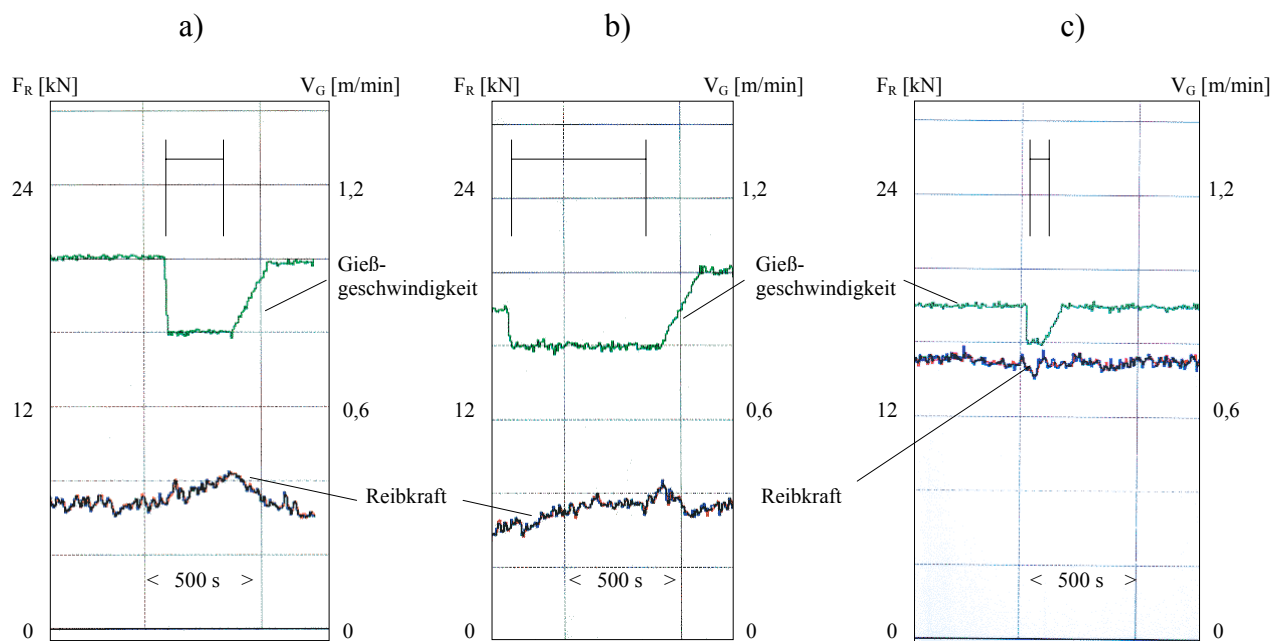 a)
b)
c)
F_R [kN]
V_G [m/min]
F_R [kN]
V_G [m/min]
F_R [kN]
V_G [m/min]
24
1,2
24
1,2
24
1,2
Gieß-
geschwindigkeit
Gieß-
geschwindigkeit
12
0,6
12
0,6
12
0,6
Reibkraft
Reibkraft
< 500 s >
< 500 s >
< 500 s >
0
0
0
0
0
0